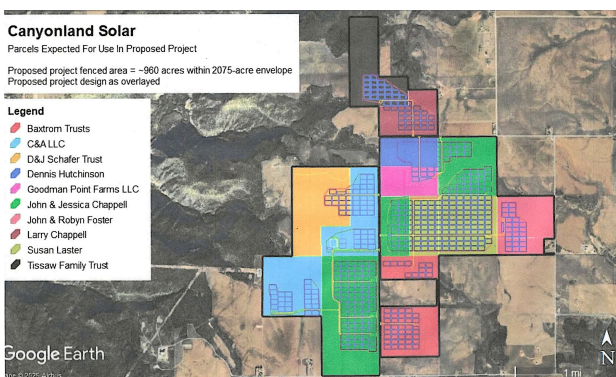 Canyonland Solar
Parcels Expected For Use In Proposed Project
Proposed project fenced area = ~960 acres within 2075-acre envelope
Proposed project design as overlayed
Legend
Baxtrom Trusts
C&A LLC
D&J Schafer Trust
Dennis Hutchinson
Goodman Point Farms LLC
John & Jessica Chappell
John & Robyn Foster
Larry Chappell
Susan Laster
Tissaw Family Trust
Google Earth
© 2025 Airbus
1 mi
N